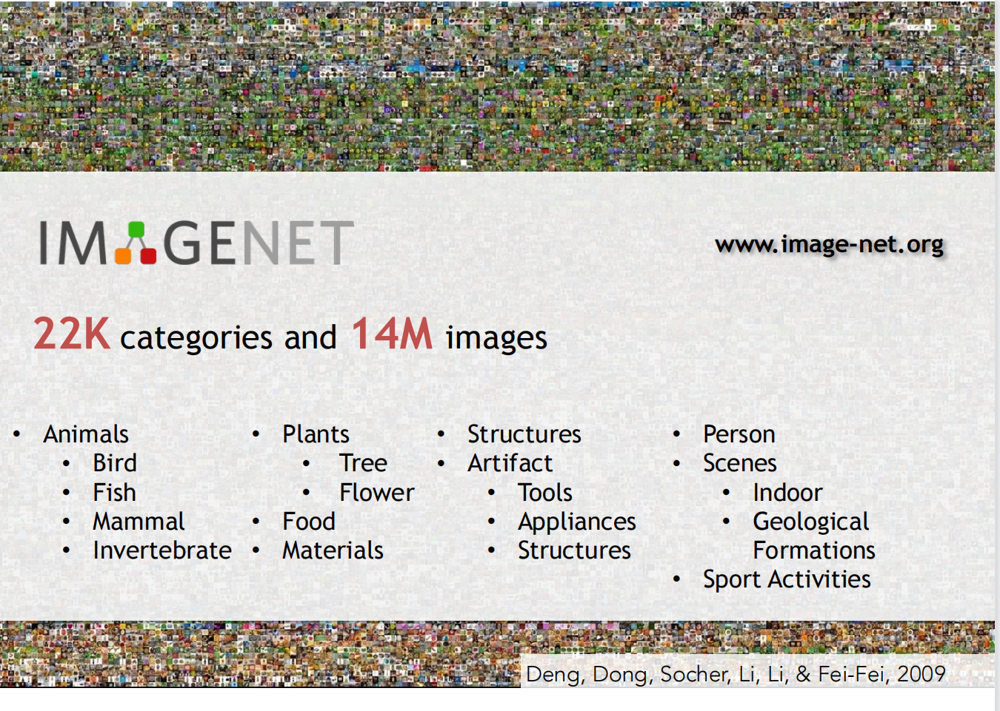 IMAGENET
www.image-net.org
22K categories and 14M images
• Animals
• Bird
• Fish
• Mammal
• Invertebrate
• Plants
• Tree
• Flower
• Food
• Materials
• Structures
• Artifact
• Tools
• Appliances
• Structures
• Person
• Scenes
• Indoor
• Geological
Formations
• Sport Activities
Deng, Dong, Socher, Li, Li, & Fei-Fei, 2009